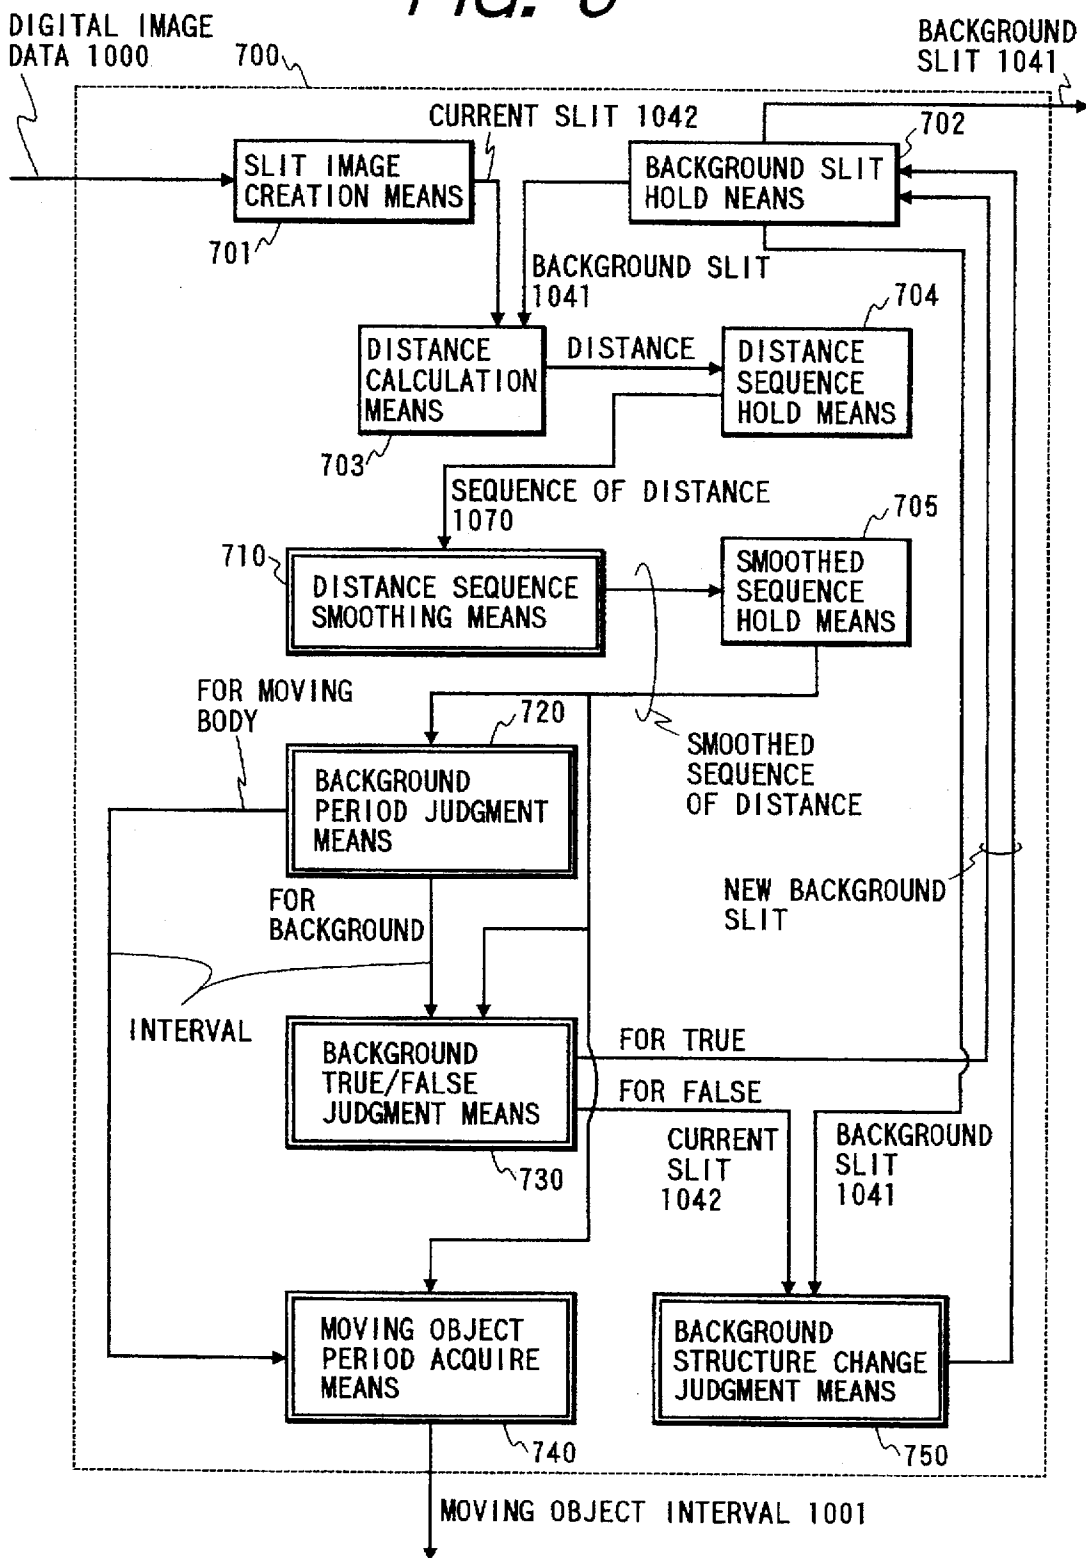 DIGITAL IMAGE
DATA 1000
700
BACKGROUND
SLIT 1041
CURRENT SLIT 1042
702
SLIT IMAGE
CREATION MEANS
701
BACKGROUND SLIT
HOLD NEANS
BACKGROUND SLIT
1041
704
DISTANCE
CALCULATION
MEANS
703
DISTANCE
DISTANCE
SEQUENCE
HOLD MEANS
SEQUENCE OF DISTANCE
1070
705
710
DISTANCE SEQUENCE
SMOOTHING MEANS
SMOOTHED
SEQUENCE
HOLD MEANS
FOR MOVING
BODY
720
SMOOTHED
SEQUENCE
OF DISTANCE
BACKGROUND
PERIOD JUDGMENT
MEANS
FOR
BACKGROUND
NEW BACKGROUND
SLIT
INTERVAL
BACKGROUND
TRUE/FALSE
JUDGMENT MEANS
730
FOR TRUE
FOR FALSE
CURRENT
SLIT
1042
BACKGROUND
SLIT
1041
MOVING OBJECT
PERIOD ACQUIRE
MEANS
740
BACKGROUND
STRUCTURE CHANGE
JUDGMENT MEANS
750
MOVING OBJECT INTERVAL 1001